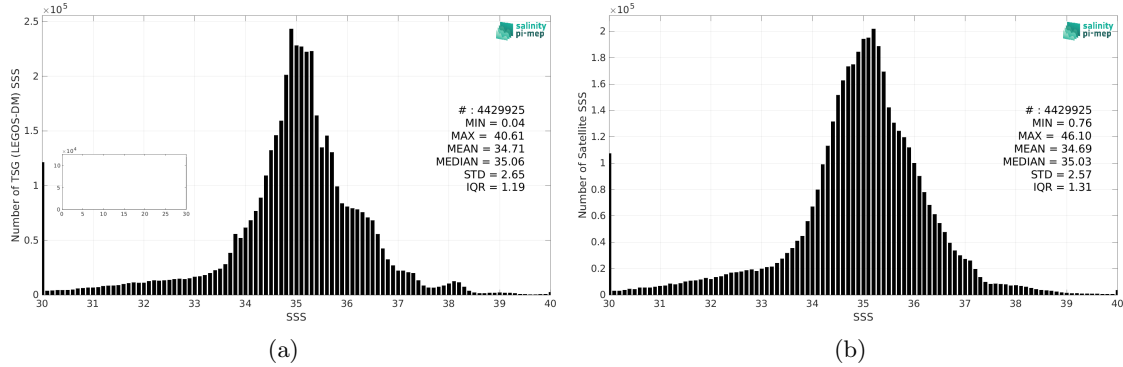 ×10⁵
2.5
2
1.5
1
0.5
0
Number of TSG (LEGOS-DM) SSS
salinity
pi-mep
# : 4429925
MIN = 0.04
MAX = 40.61
MEAN = 34.71
MEDIAN = 35.06
STD = 2.65
IQR = 1.19
×10⁴
10
5
0
0 5 10 15 20 25 30
30 31 32 33 34 35 36 37 38 39 40
SSS
(a)
×10⁵
2
1.8
1.6
1.4
1.2
1
0.8
0.6
0.4
0.2
0
Number of Satellite SSS
salinity
pi-mep
# : 4429925
MIN = 0.76
MAX = 46.10
MEAN = 34.69
MEDIAN = 35.03
STD = 2.57
IQR = 1.31
30 31 32 33 34 35 36 37 38 39 40
SSS
(b)